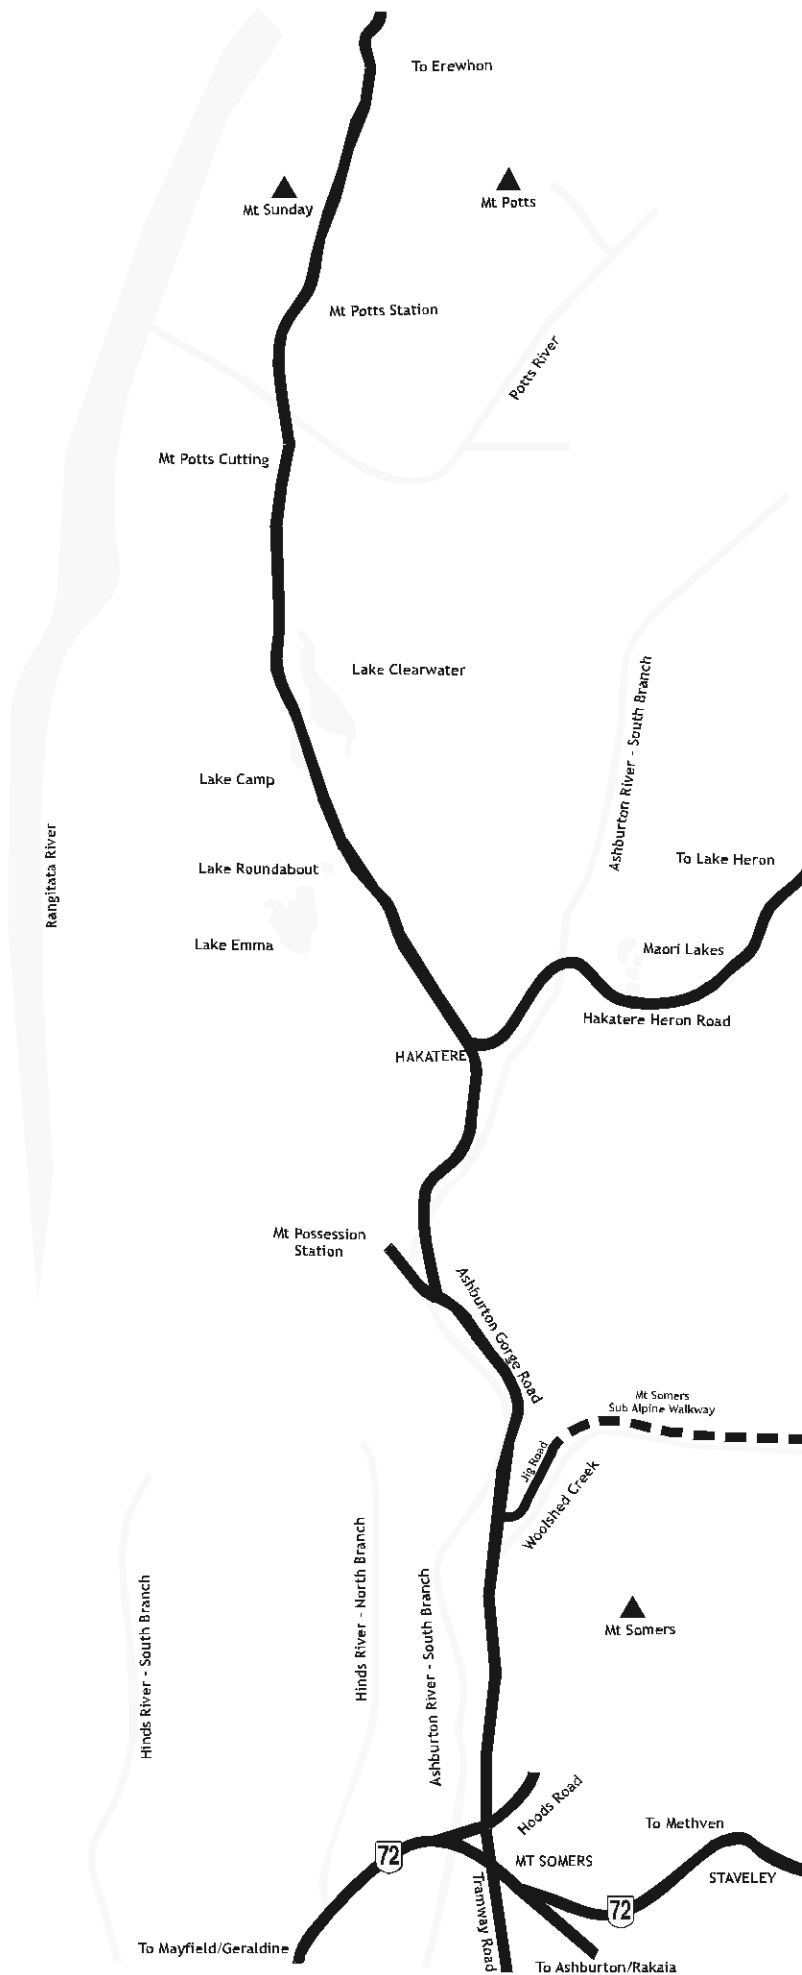 To Erewhon
Mt Sunday
Mt Potts
Mt Potts Station
Potts River
Mt Potts Cutting
Lake Clearwater
Ashburton River - South Branch
Lake Camp
Rangitata River
To Lake Heron
Lake Roundabout
Lake Emma
Maori Lakes
Hakatere Heron Road
HAKATERE
Mt Possession
Station
Ashburton Gorge Road
Mt Somers
Sub Alpine Walkway
Jig Road
Woolshed Creek
Hinds River - South Branch
Hinds River - North Branch
Ashburton River - South Branch
Mt Somers
Hoods Road
To Methven
72
MT SOMERS
STAVELEY
72
Tramway Road
To Mayfield/Geraldine
To Ashburton/Rakaia